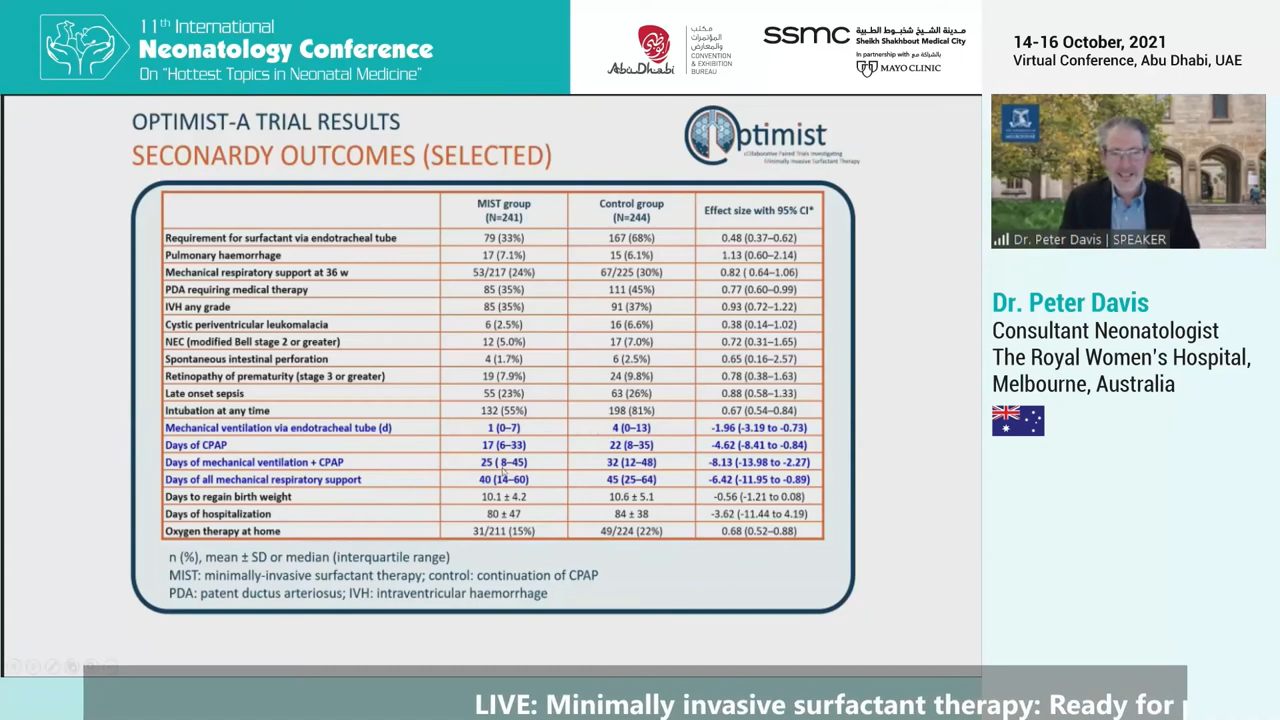 11th International
Neonatology Conference
On "Hottest Topics in Neonatal Medicine"
Abu Dhabi
مكتب
المؤتمرات
والمعارض
CONVENTION
& EXHIBITION
BUREAU
ssmc
مدينة الشيخ شخبوط الطبية
Sheikh Shakhbout Medical City
In partnership with بالشراكة مع
MAYO CLINIC
14-16 October, 2021
Virtual Conference, Abu Dhabi, UAE
OPTIMIST-A TRIAL RESULTS
SECONARDY OUTCOMES (SELECTED)
Optimist
Collaborative Paired Trials Investigating
Minimally Invasive Surfactant Therapy
MIST group (N=241) Control group (N=244) Effect size with 95% CI*
Requirement for surfactant via endotracheal tube 79 (33%) 167 (68%) 0.48 (0.37–0.62)
Pulmonary haemorrhage 17 (7.1%) 15 (6.1%) 1.13 (0.60–2.14)
Mechanical respiratory support at 36 w 53/217 (24%) 67/225 (30%) 0.82 ( 0.64–1.06)
PDA requiring medical therapy 85 (35%) 111 (45%) 0.77 (0.60–0.99)
IVH any grade 85 (35%) 91 (37%) 0.93 (0.72–1.22)
Cystic periventricular leukomalacia 6 (2.5%) 16 (6.6%) 0.38 (0.14–1.02)
NEC (modified Bell stage 2 or greater) 12 (5.0%) 17 (7.0%) 0.72 (0.31–1.65)
Spontaneous intestinal perforation 4 (1.7%) 6 (2.5%) 0.65 (0.16–2.57)
Retinopathy of prematurity (stage 3 or greater) 19 (7.9%) 24 (9.8%) 0.78 (0.38–1.63)
Late onset sepsis 55 (23%) 63 (26%) 0.88 (0.58–1.33)
Intubation at any time 132 (55%) 198 (81%) 0.67 (0.54–0.84)
Mechanical ventilation via endotracheal tube (d) 1 (0–7) 4 (0–13) -1.96 (-3.19 to -0.73)
Days of CPAP 17 (6–33) 22 (8–35) -4.62 (-8.41 to -0.84)
Days of mechanical ventilation + CPAP 25 ( 8–45) 32 (12–48) -8.13 (-13.98 to -2.27)
Days of all mechanical respiratory support 40 (14–60) 45 (25–64) -6.42 (-11.95 to -0.89)
Days to regain birth weight 10.1 ± 4.2 10.6 ± 5.1 -0.56 (-1.21 to 0.08)
Days of hospitalization 80 ± 47 84 ± 38 -3.62 (-11.44 to 4.19)
Oxygen therapy at home 31/211 (15%) 49/224 (22%) 0.68 (0.52–0.88)
n (%), mean ± SD or median (interquartile range)
MIST: minimally-invasive surfactant therapy; control: continuation of CPAP
PDA: patent ductus arteriosus; IVH: intraventricular haemorrhage
Dr. Peter Davis | SPEAKER
Dr. Peter Davis
Consultant Neonatologist
The Royal Women's Hospital,
Melbourne, Australia
LIVE: Minimally invasive surfactant therapy: Ready for